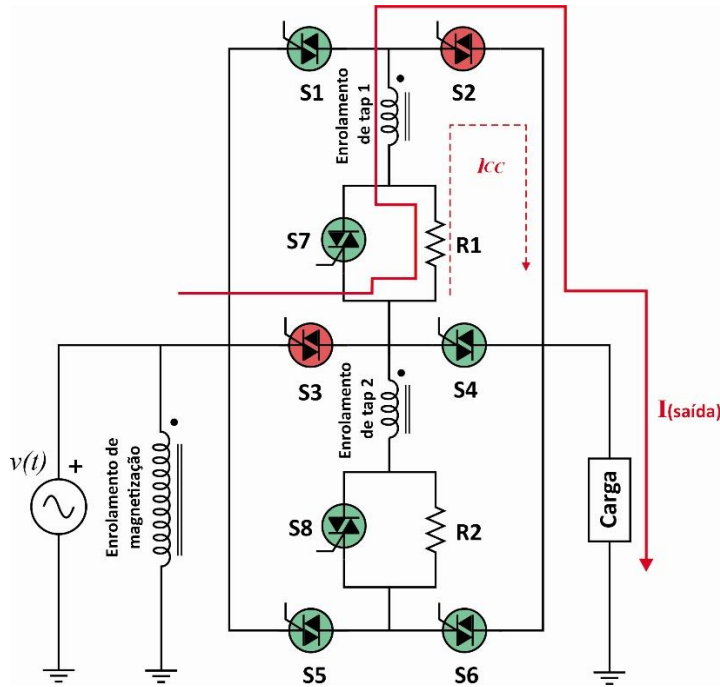 S1
S2
Enrolamento
de tap 1
Icc
S7
R1
S3
S4
Enrolamento
de tap 2
I(saída)
v(t)
+
Enrolamento de
magnetização
S8
R2
Carga
S5
S6